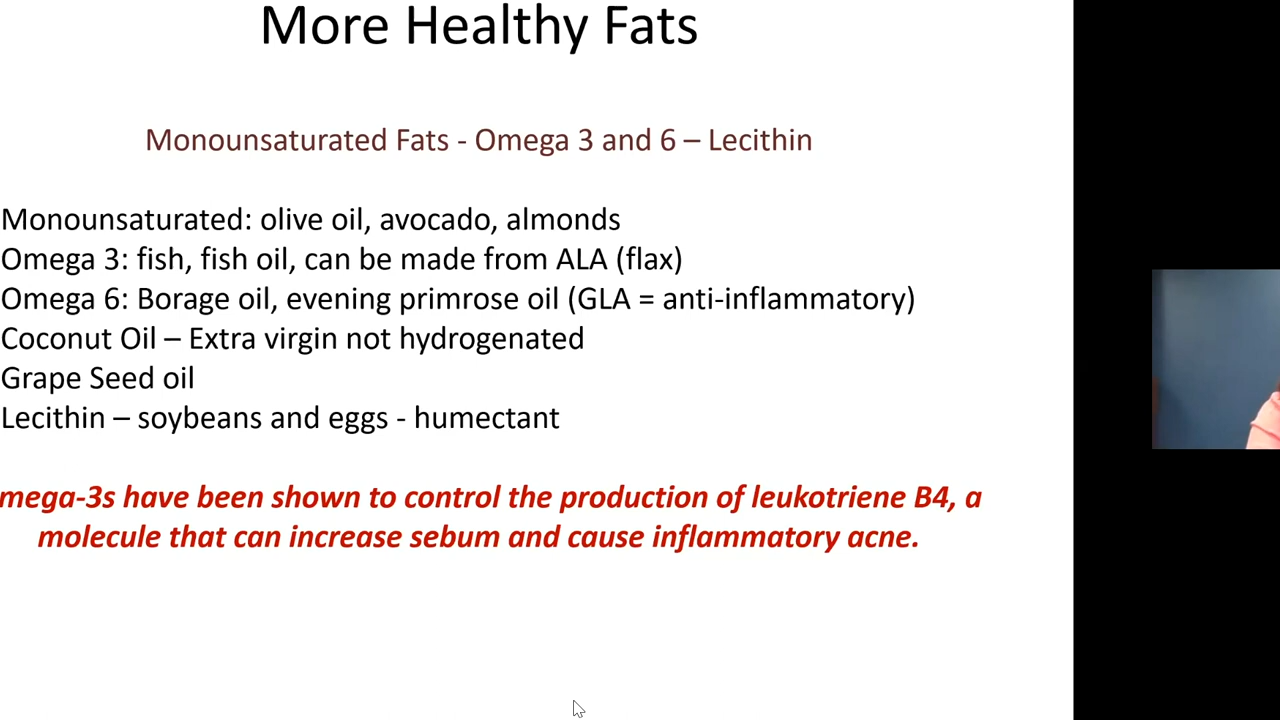 More Healthy Fats
Monounsaturated Fats - Omega 3 and 6 – Lecithin
Monounsaturated: olive oil, avocado, almonds
Omega 3: fish, fish oil, can be made from ALA (flax)
Omega 6: Borage oil, evening primrose oil (GLA = anti-inflammatory)
Coconut Oil – Extra virgin not hydrogenated
Grape Seed oil
Lecithin – soybeans and eggs - humectant
mega-3s have been shown to control the production of leukotriene B4, a
molecule that can increase sebum and cause inflammatory acne.